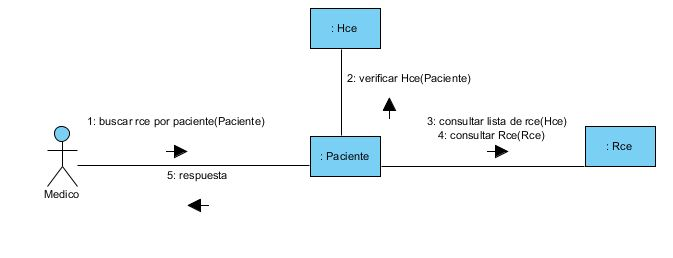 : Hce
2: verificar Hce(Paciente)
1: buscar rce por paciente(Paciente)
3: consultar lista de rce(Hce)
4: consultar Rce(Rce)
: Paciente
: Rce
5: respuesta
Medico